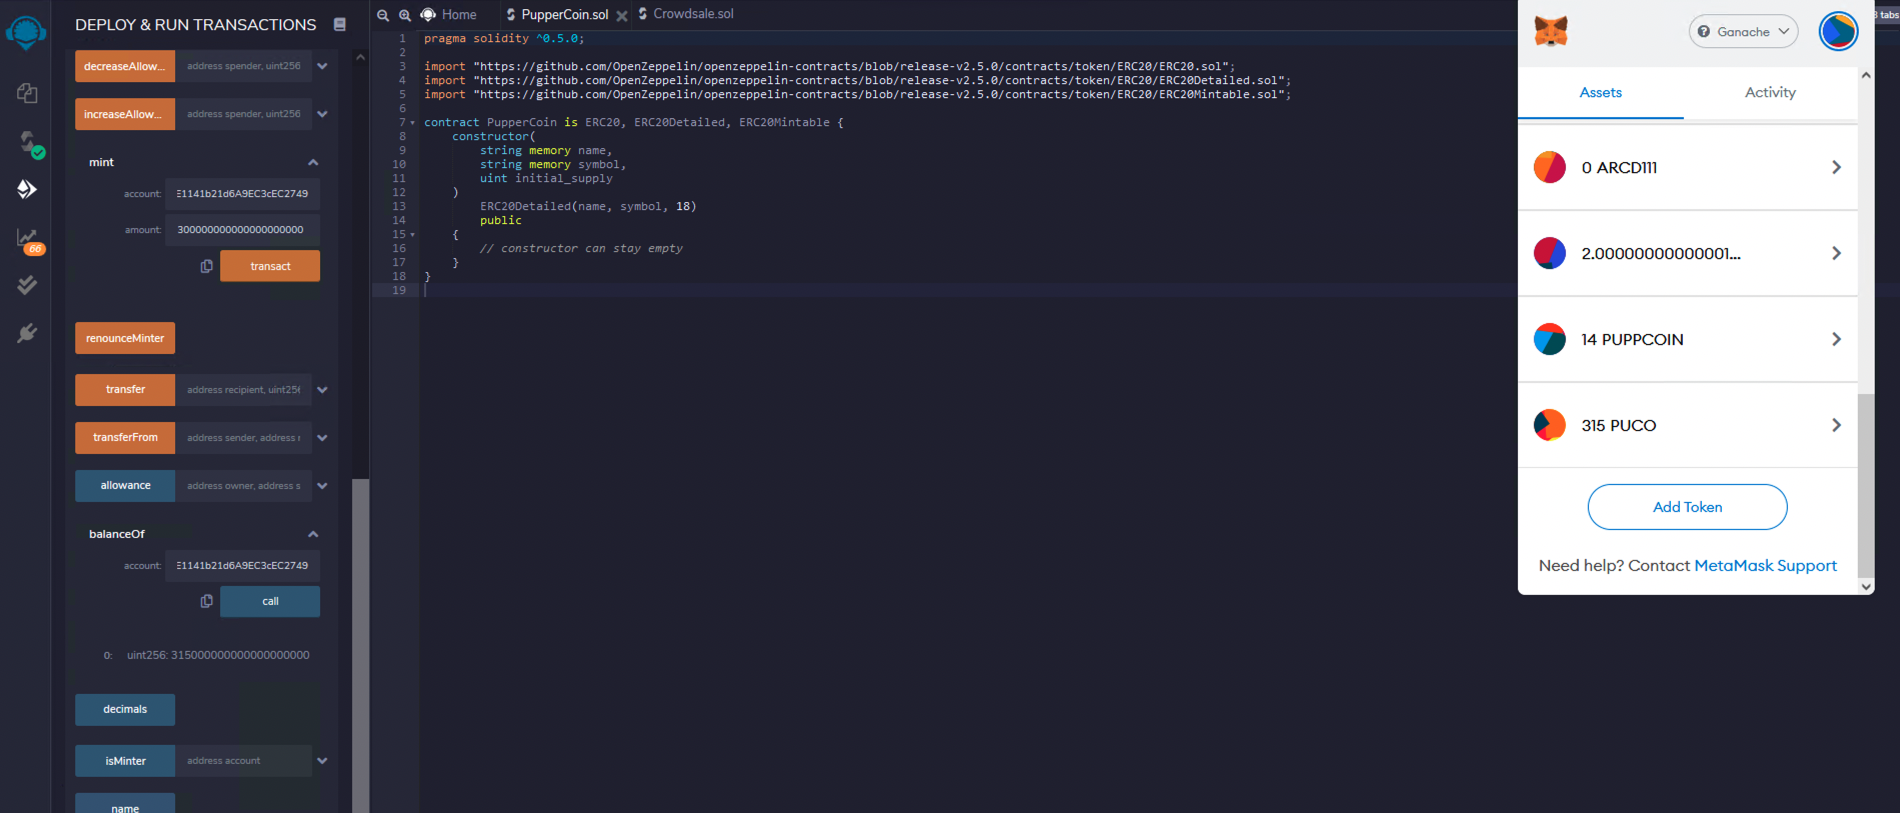 DEPLOY & RUN TRANSACTIONS
decreaseAllow...
address spender, uint256
increaseAllow...
address spender, uint256
mint
account:
E1141b21d6A9EC3cEC2749
amount:
transact
renounceMinter
transfer
address recipient, uint256
transferFrom
address sender, address r
allowance
address owner, address s
balanceOf
account:
E1141b21d6A9EC3cEC2749
call
0: uint256: 315000000000000000000
decimals
isMinter
address account
name
66
Home
PupperCoin.sol
Crowdsale.sol
1 pragma solidity ^0.5.0;
2
3 import "https://github.com/OpenZeppelin/openzeppelin-contracts/blob/release-v2.5.0/contracts/token/ERC20/ERC20.sol";
4 import "https://github.com/OpenZeppelin/openzeppelin-contracts/blob/release-v2.5.0/contracts/token/ERC20/ERC20Detailed.sol";
5 import "https://github.com/OpenZeppelin/openzeppelin-contracts/blob/release-v2.5.0/contracts/token/ERC20/ERC20Mintable.sol";
6
7 contract PupperCoin is ERC20, ERC20Detailed, ERC20Mintable {
8 constructor(
9 string memory name,
10 string memory symbol,
11 uint initial_supply
12 )
13 ERC20Detailed(name, symbol, 18)
14 public
15 {
16 // constructor can stay empty
17 }
18 }
19
Ganache
tabs
Assets
Activity
0 ARCD111
2.00000000000001...
14 PUPPCOIN
315 PUCO
Add Token
Need help? Contact MetaMask Support